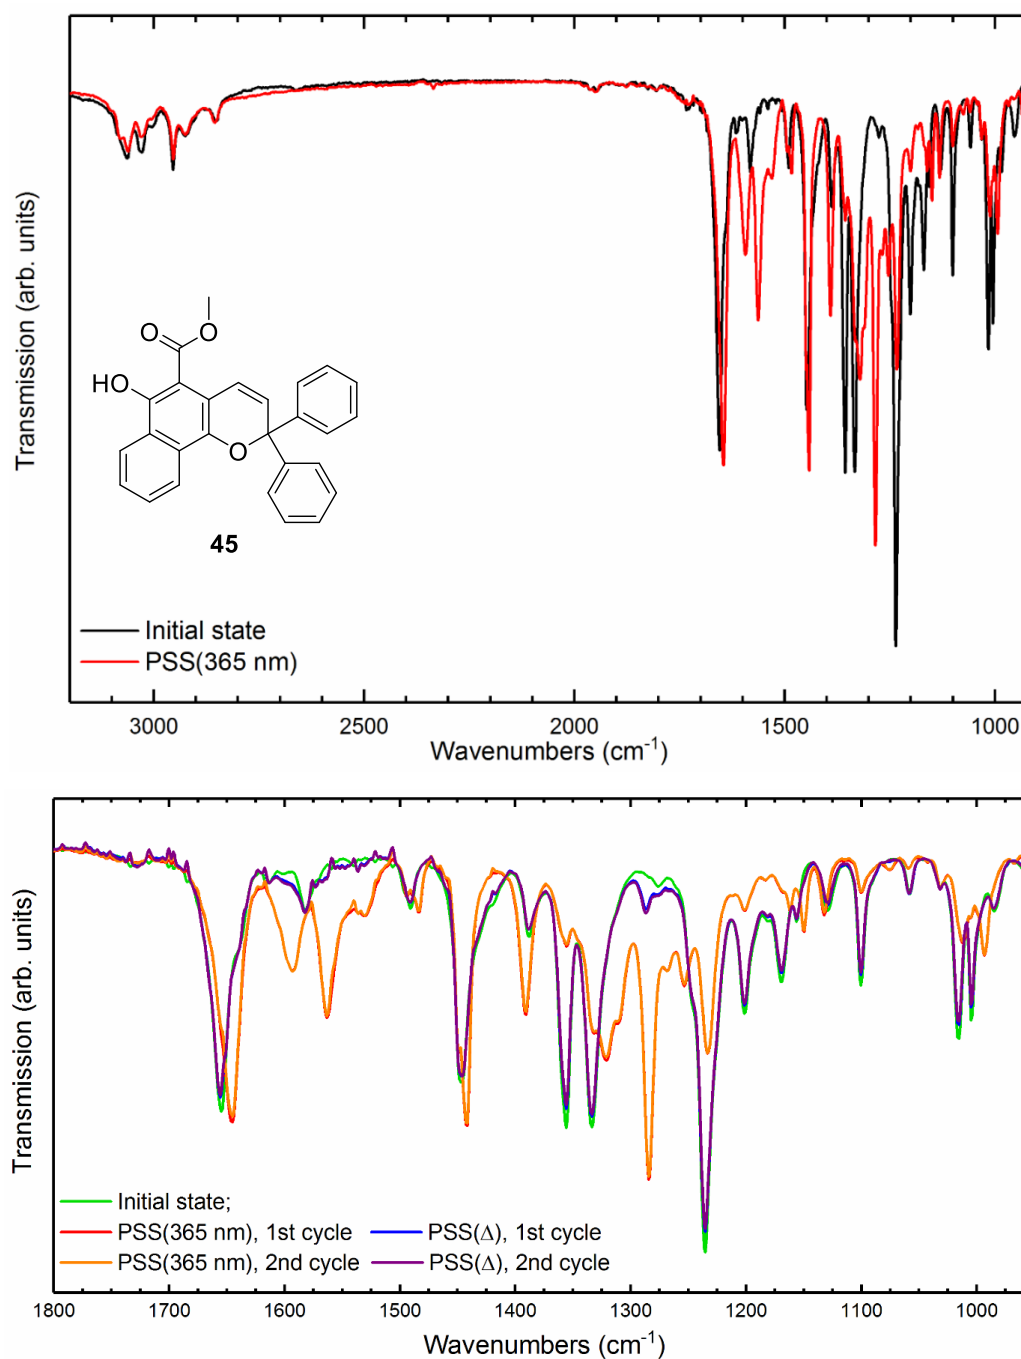 Transmission (arb. units)
O
O
HO
O
45
Initial state
PSS(365 nm)
3000 2500 2000 1500 1000
Wavenumbers (cm⁻¹)
Transmission (arb. units)
Initial state;
PSS(365 nm), 1st cycle PSS(Δ), 1st cycle
PSS(365 nm), 2nd cycle PSS(Δ), 2nd cycle
1800 1700 1600 1500 1400 1300 1200 1100 1000
Wavenumbers (cm⁻¹)